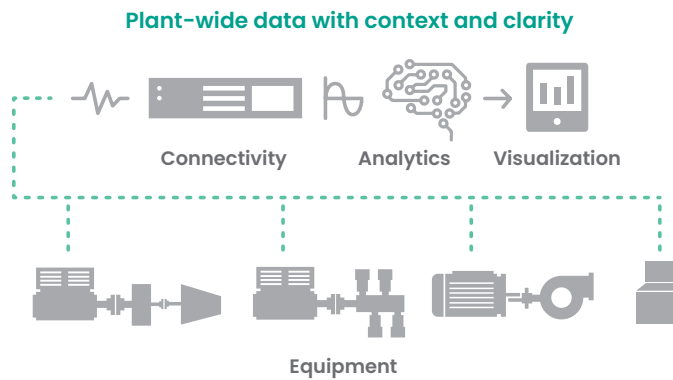 Plant-wide data with context and clarity
Connectivity
Analytics
Visualization
Equipment